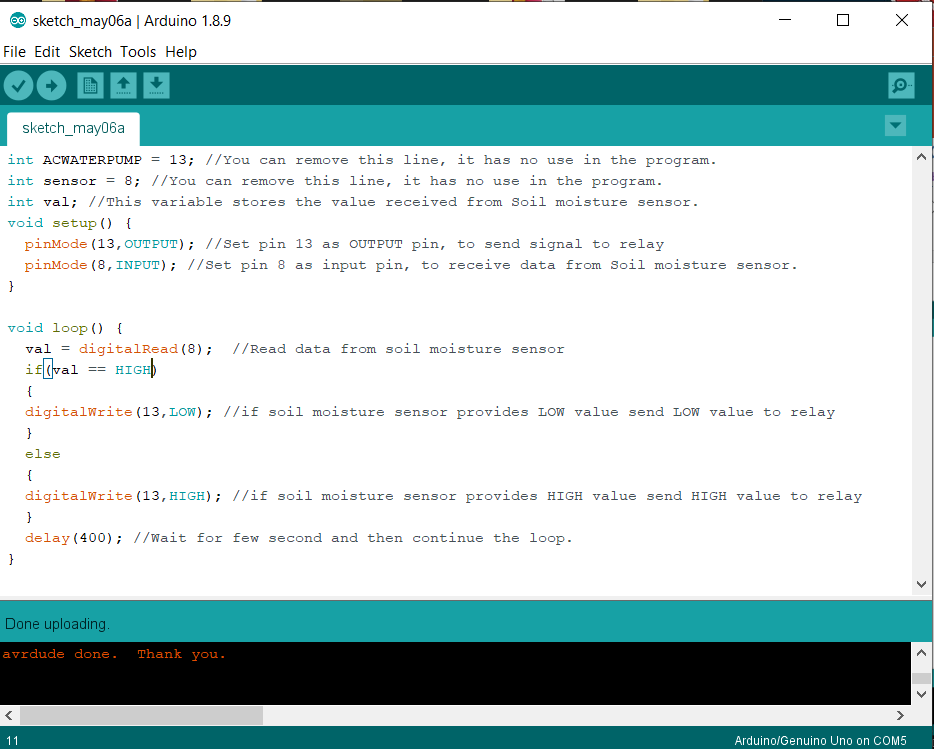 sketch_may06a | Arduino 1.8.9
File Edit Sketch Tools Help
sketch_may06a
int ACWATERPUMP = 13; //You can remove this line, it has no use in the program.
int sensor = 8; //You can remove this line, it has no use in the program.
int val; //This variable stores the value received from Soil moisture sensor.
void setup() {
  pinMode(13,OUTPUT); //Set pin 13 as OUTPUT pin, to send signal to relay
  pinMode(8,INPUT); //Set pin 8 as input pin, to receive data from Soil moisture sensor.
}
void loop() {
  val = digitalRead(8);  //Read data from soil moisture sensor
  if(val == HIGH)
  {
  digitalWrite(13,LOW); //if soil moisture sensor provides LOW value send LOW value to relay
  }
  else
  {
  digitalWrite(13,HIGH); //if soil moisture sensor provides HIGH value send HIGH value to relay
  }
  delay(400); //Wait for few second and then continue the loop.
}
Done uploading.
avrdude done.  Thank you.
11 Arduino/Genuino Uno on COM5